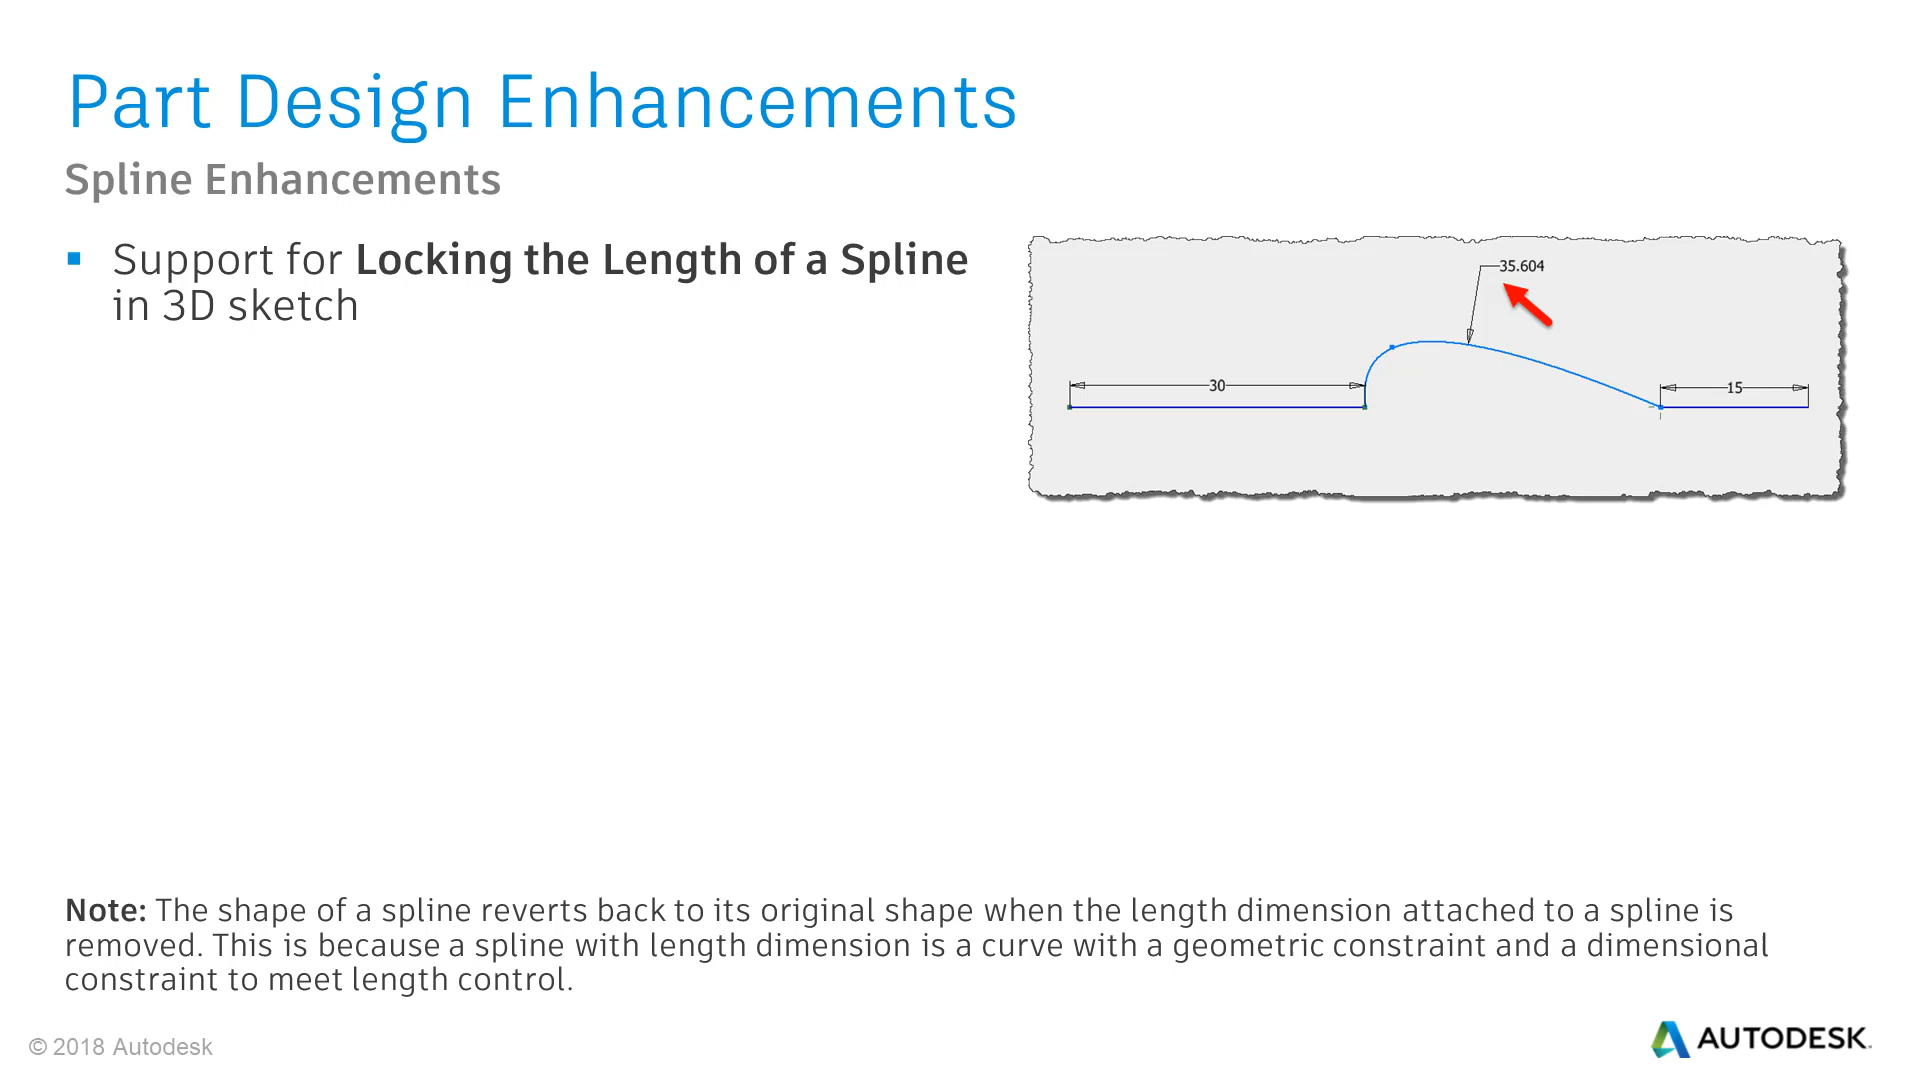 Part Design Enhancements
Spline Enhancements
▪ Support for Locking the Length of a Spline
in 3D sketch
35.604
30
15
Note: The shape of a spline reverts back to its original shape when the length dimension attached to a spline is
removed. This is because a spline with length dimension is a curve with a geometric constraint and a dimensional
constraint to meet length control.
© 2018 Autodesk
AUTODESK.